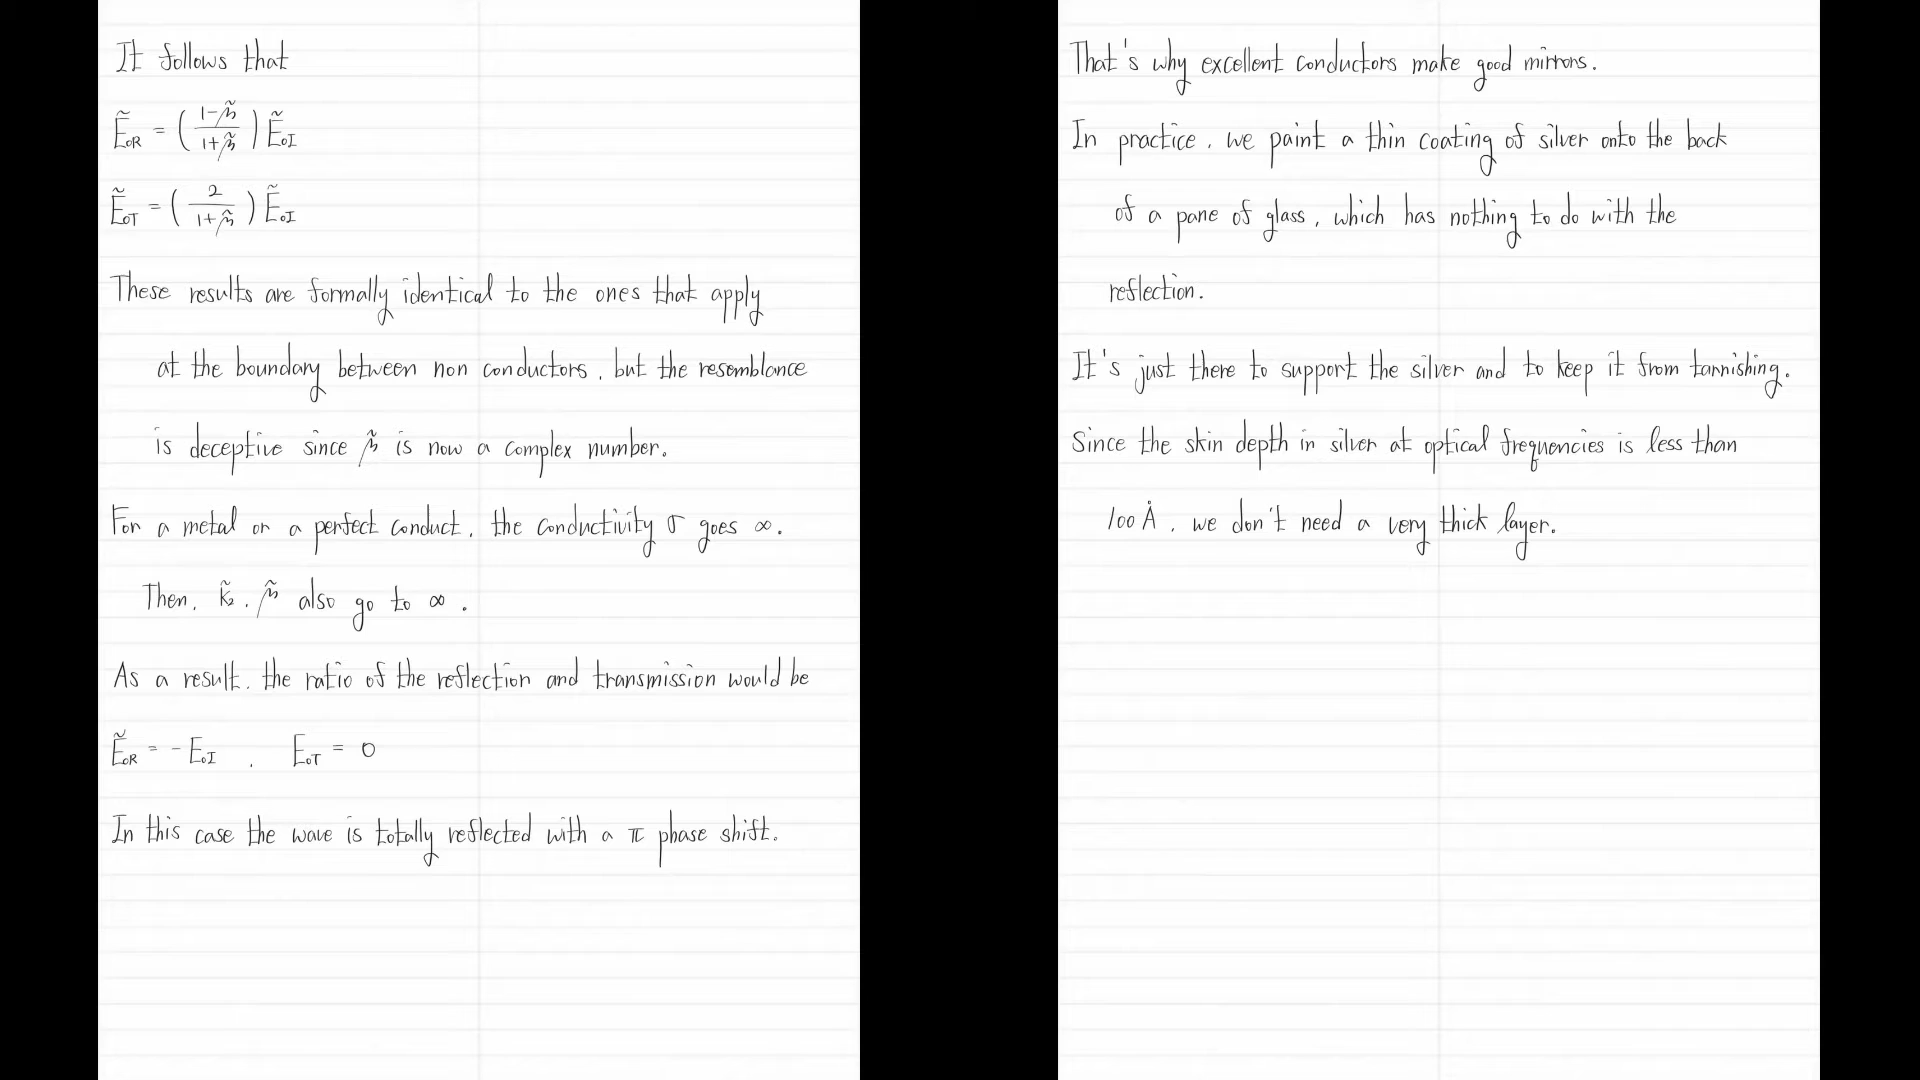 It follows that
Ẽ₀R = ( (1-β̃) / (1+β̃) ) Ẽ₀I
Ẽ₀T = ( 2 / (1+β̃) ) Ẽ₀I
These results are formally identical to the ones that apply
at the boundary between non conductors, but the resemblance
is deceptive since β̃ is now a complex number.
For a metal or a perfect conduct, the conductivity σ goes ∞.
Then, k̃₂, β̃ also go to ∞.
As a result, the ratio of the reflection and transmission would be
Ẽ₀R = -E₀I , E₀T = 0
In this case the wave is totally reflected with a π phase shift.
That's why excellent conductors make good mirrors.
In practice, we paint a thin coating of silver onto the back
of a pane of glass, which has nothing to do with the
reflection.
It's just there to support the silver and to keep it from tarnishing.
Since the skin depth in silver at optical frequencies is less than
100 Å, we don't need a very thick layer.